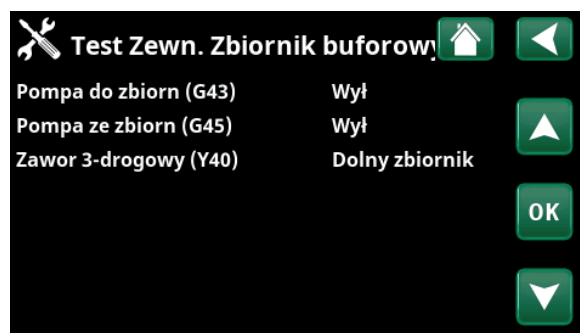 Test Zewn. Zbiornik buforowy
Pompa do zbiorn (G43) Wył
Pompa ze zbiorn (G45) Wył
Zawor 3-drogowy (Y40) Dolny zbiornik
OK